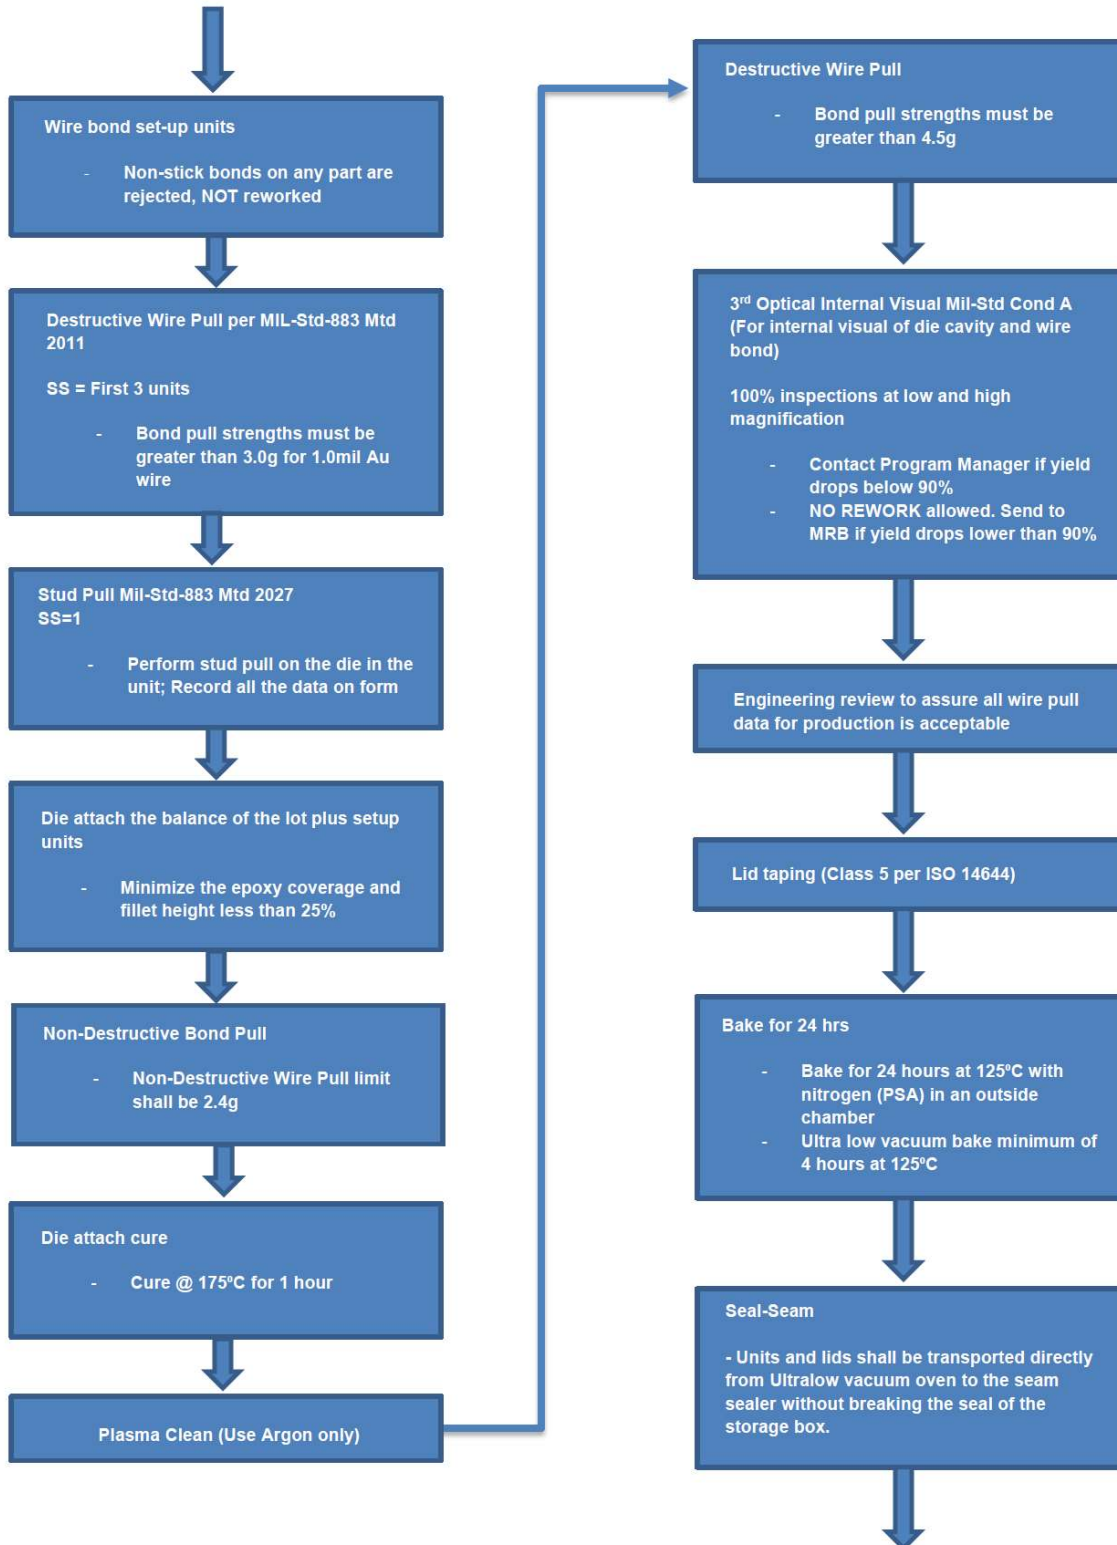 Wire bond set-up units
- Non-stick bonds on any part are
rejected, NOT reworked
Destructive Wire Pull per MIL-Std-883 Mtd
2011
SS = First 3 units
- Bond pull strengths must be
greater than 3.0g for 1.0mil Au
wire
Stud Pull Mil-Std-883 Mtd 2027
SS=1
- Perform stud pull on the die in the
unit; Record all the data on form
Die attach the balance of the lot plus setup
units
- Minimize the epoxy coverage and
fillet height less than 25%
Non-Destructive Bond Pull
- Non-Destructive Wire Pull limit
shall be 2.4g
Die attach cure
- Cure @ 175ºC for 1 hour
Plasma Clean (Use Argon only)
Destructive Wire Pull
- Bond pull strengths must be
greater than 4.5g
3rd Optical Internal Visual Mil-Std Cond A
(For internal visual of die cavity and wire
bond)
100% inspections at low and high
magnification
- Contact Program Manager if yield
drops below 90%
- NO REWORK allowed. Send to
MRB if yield drops lower than 90%
Engineering review to assure all wire pull
data for production is acceptable
Lid taping (Class 5 per ISO 14644)
Bake for 24 hrs
- Bake for 24 hours at 125ºC with
nitrogen (PSA) in an outside
chamber
- Ultra low vacuum bake minimum of
4 hours at 125ºC
Seal-Seam
- Units and lids shall be transported directly
from Ultralow vacuum oven to the seam
sealer without breaking the seal of the
storage box.